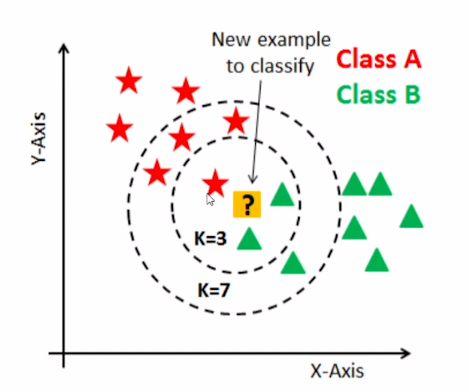 New example
to classify
Class A
Class B
Y-Axis
?
K=3
K=7
X-Axis